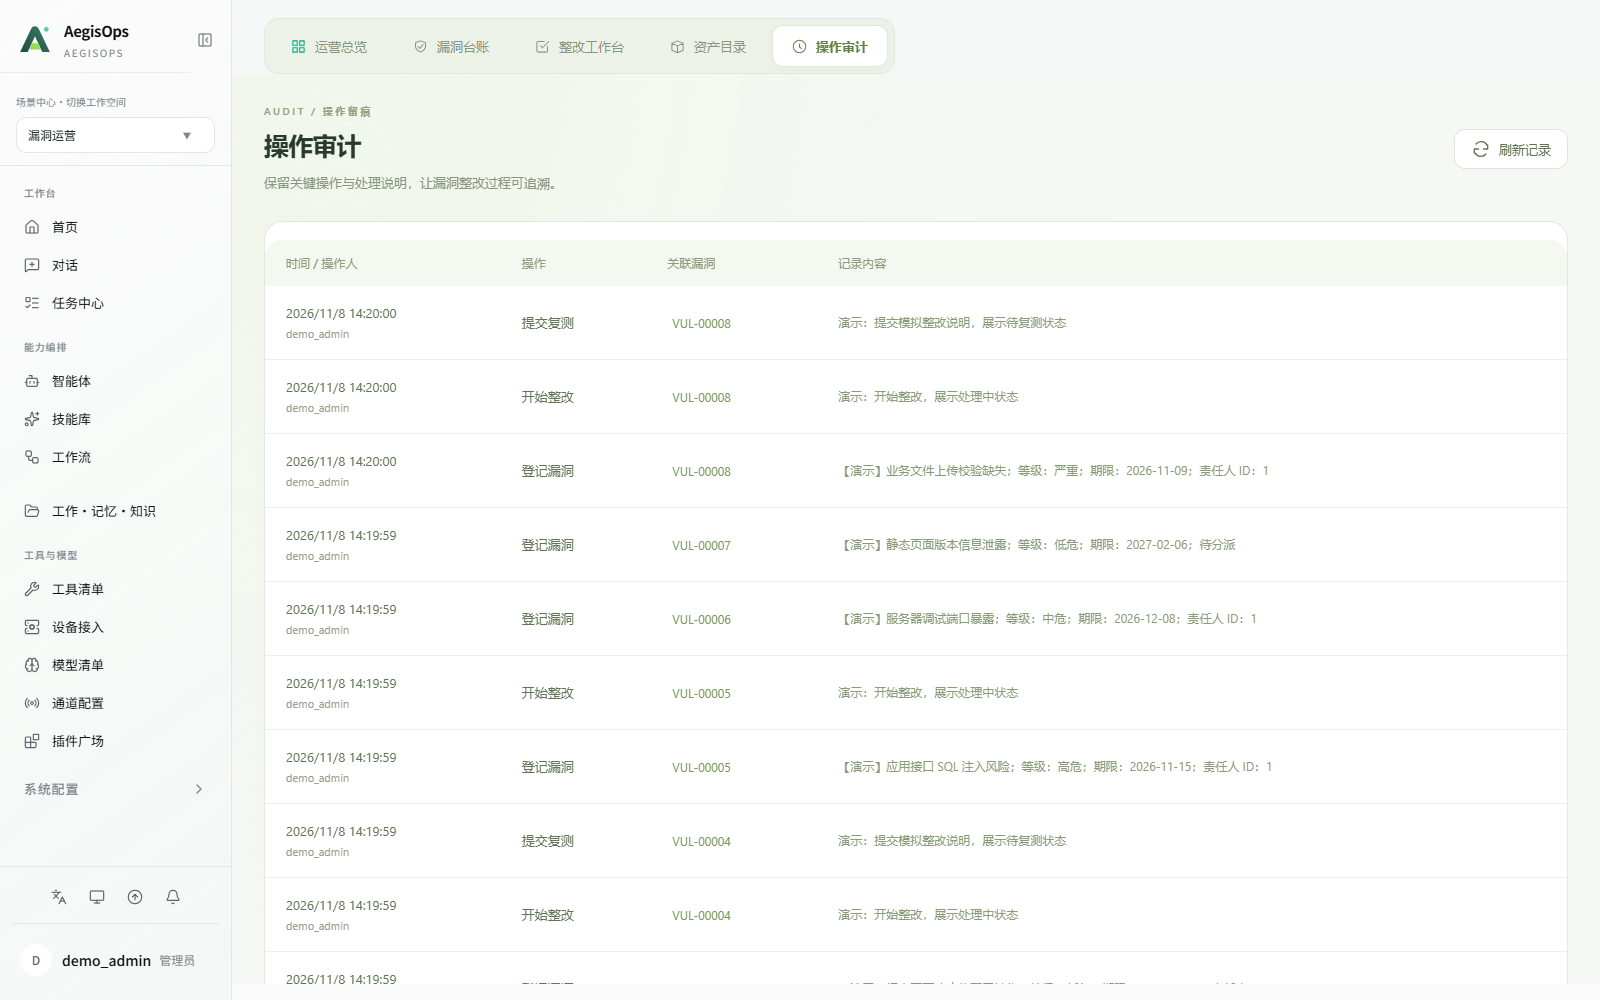 AegisOps
AEGISOPS
场景中心・切换工作空间
漏洞运营
工作台
首页
对话
任务中心
能力编排
智能体
技能库
工作流
工作・记忆・知识
工具与模型
工具清单
设备接入
模型清单
通道配置
插件广场
系统配置
D demo_admin 管理员
运营总览 漏洞台账 整改工作台 资产目录 操作审计
AUDIT / 操作留痕
操作审计
保留关键操作与处理说明，让漏洞整改过程可追溯。
刷新记录
时间 / 操作人 操作 关联漏洞 记录内容
2026/11/8 14:20:00
demo_admin
提交复测 VUL-00008 演示：提交模拟整改说明，展示待复测状态
2026/11/8 14:20:00
demo_admin
开始整改 VUL-00008 演示：开始整改，展示处理中状态
2026/11/8 14:20:00
demo_admin
登记漏洞 VUL-00008 【演示】业务文件上传校验缺失；等级：严重；期限：2026-11-09；责任人 ID：1
2026/11/8 14:19:59
demo_admin
登记漏洞 VUL-00007 【演示】静态页面版本信息泄露；等级：低危；期限：2027-02-06；待分派
2026/11/8 14:19:59
demo_admin
登记漏洞 VUL-00006 【演示】服务器调试端口暴露；等级：中危；期限：2026-12-08；责任人 ID：1
2026/11/8 14:19:59
demo_admin
开始整改 VUL-00005 演示：开始整改，展示处理中状态
2026/11/8 14:19:59
demo_admin
登记漏洞 VUL-00005 【演示】应用接口 SQL 注入风险；等级：高危；期限：2026-11-15；责任人 ID：1
2026/11/8 14:19:59
demo_admin
提交复测 VUL-00004 演示：提交模拟整改说明，展示待复测状态
2026/11/8 14:19:59
demo_admin
开始整改 VUL-00004 演示：开始整改，展示处理中状态
2026/11/8 14:19:59